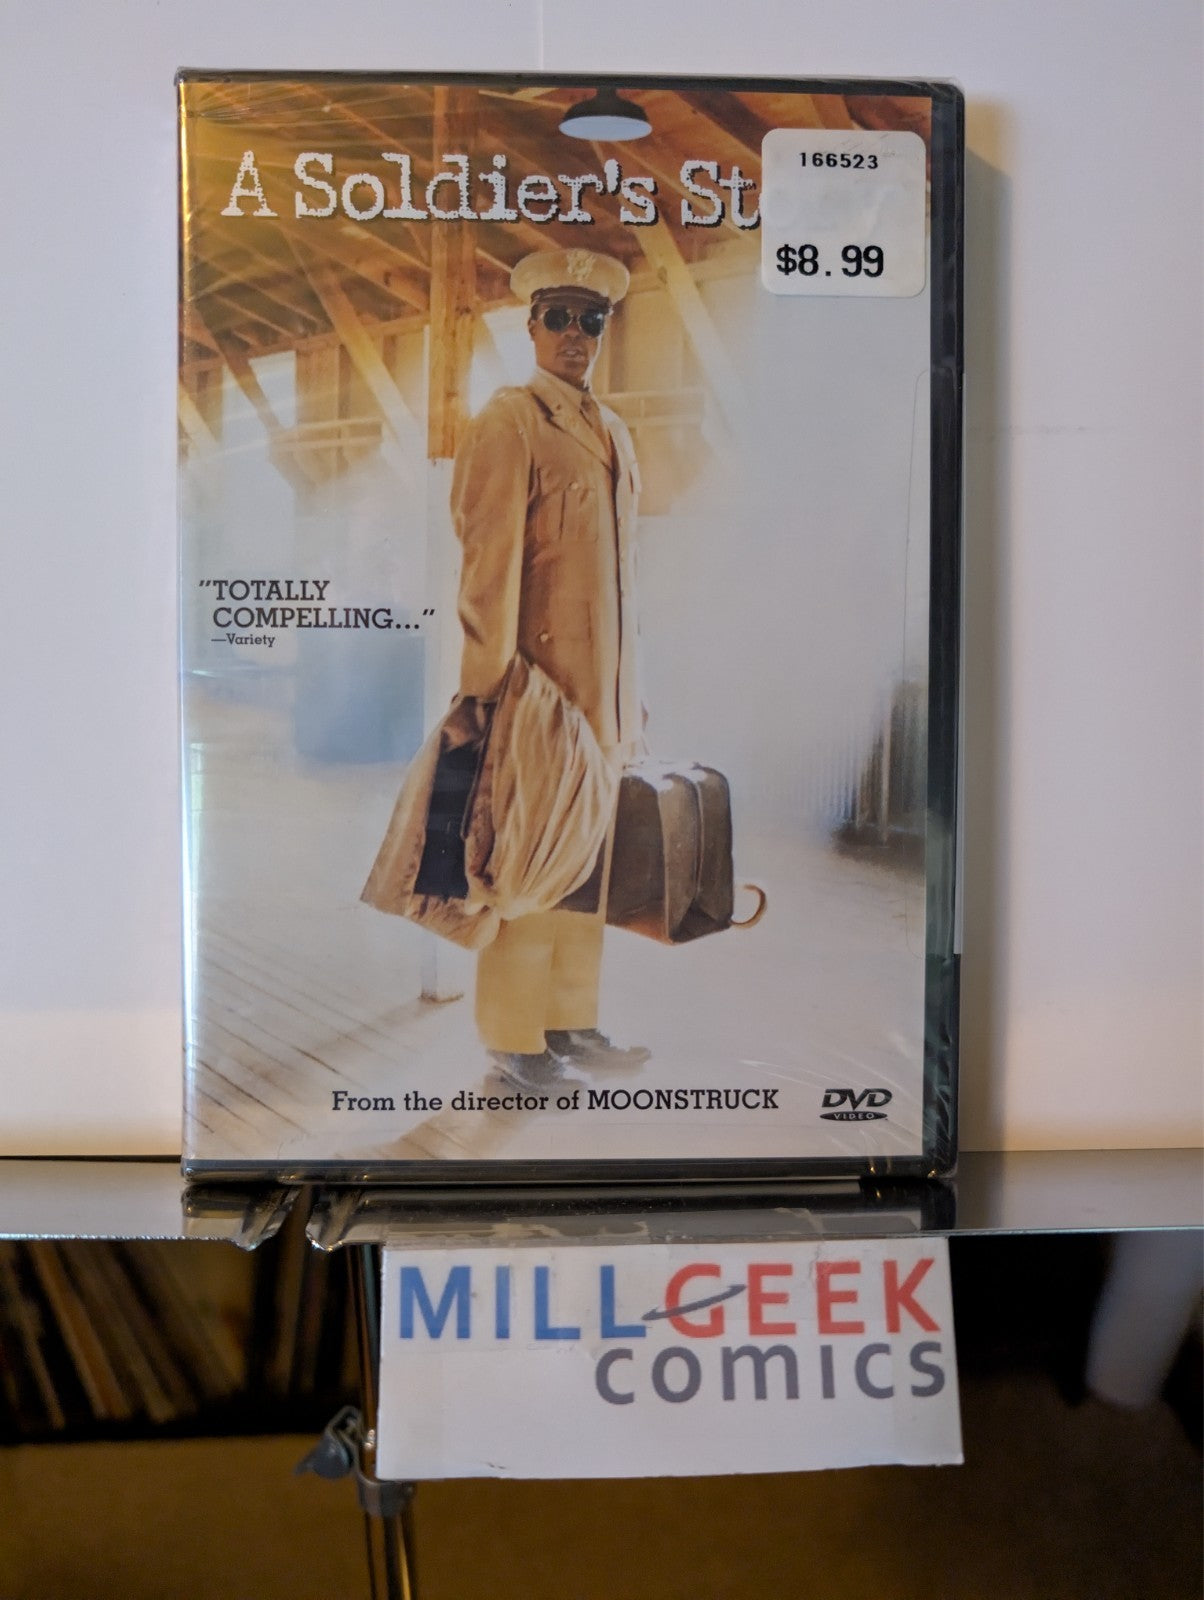 A Soldier's St
166523
$8.99
"TOTALLY
COMPELLING..."
—Variety
From the director of MOONSTRUCK
DVD
VIDEO
MILLGEEK
comics